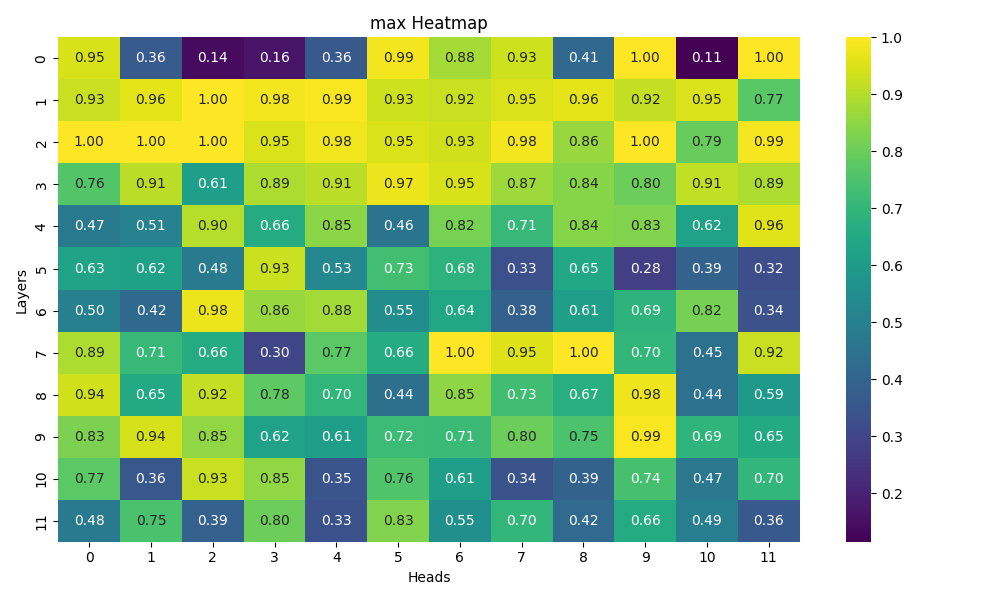 max Heatmap
0 0.95 0.36 0.14 0.16 0.36 0.99 0.88 0.93 0.41 1.00 0.11 1.00
1 0.93 0.96 1.00 0.98 0.99 0.93 0.92 0.95 0.96 0.92 0.95 0.77
2 1.00 1.00 1.00 0.95 0.98 0.95 0.93 0.98 0.86 1.00 0.79 0.99
3 0.76 0.91 0.61 0.89 0.91 0.97 0.95 0.87 0.84 0.80 0.91 0.89
4 0.47 0.51 0.90 0.66 0.85 0.46 0.82 0.71 0.84 0.83 0.62 0.96
5 0.63 0.62 0.48 0.93 0.53 0.73 0.68 0.33 0.65 0.28 0.39 0.32
6 0.50 0.42 0.98 0.86 0.88 0.55 0.64 0.38 0.61 0.69 0.82 0.34
7 0.89 0.71 0.66 0.30 0.77 0.66 1.00 0.95 1.00 0.70 0.45 0.92
8 0.94 0.65 0.92 0.78 0.70 0.44 0.85 0.73 0.67 0.98 0.44 0.59
9 0.83 0.94 0.85 0.62 0.61 0.72 0.71 0.80 0.75 0.99 0.69 0.65
10 0.77 0.36 0.93 0.85 0.35 0.76 0.61 0.34 0.39 0.74 0.47 0.70
11 0.48 0.75 0.39 0.80 0.33 0.83 0.55 0.70 0.42 0.66 0.49 0.36
0 1 2 3 4 5 6 7 8 9 10 11
Heads
Layers
1.0
0.9
0.8
0.7
0.6
0.5
0.4
0.3
0.2